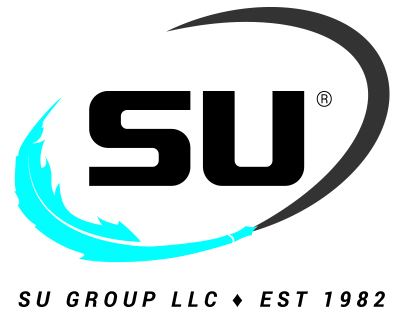 SU®
SU GROUP LLC ♦ EST 1982